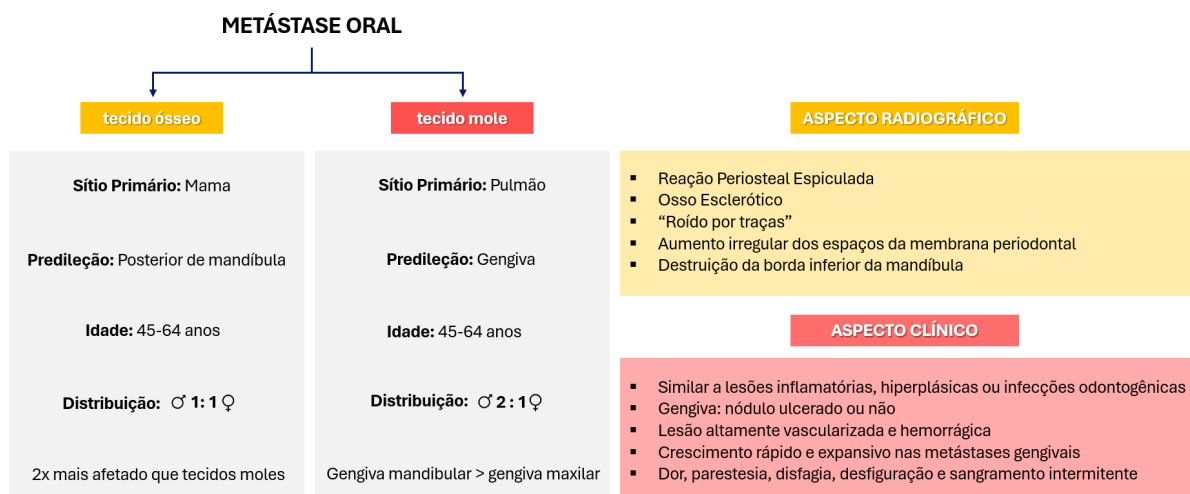 METÁSTASE ORAL
tecido ósseo
Sítio Primário: Mama
Predileção: Posterior de mandíbula
Idade: 45-64 anos
Distribuição: ♂ 1: 1 ♀
2x mais afetado que tecidos moles
tecido mole
Sítio Primário: Pulmão
Predileção: Gengiva
Idade: 45-64 anos
Distribuição: ♂ 2 : 1 ♀
Gengiva mandibular > gengiva maxilar
ASPECTO RADIOGRÁFICO
▪ Reação Periosteal Espiculada
▪ Osso Esclerótico
▪ “Roído por traças”
▪ Aumento irregular dos espaços da membrana periodontal
▪ Destruição da borda inferior da mandíbula
ASPECTO CLÍNICO
▪ Similar a lesões inflamatórias, hiperplásicas ou infecções odontogênicas
▪ Gengiva: nódulo ulcerado ou não
▪ Lesão altamente vascularizada e hemorrágica
▪ Crescimento rápido e expansivo nas metástases gengivais
▪ Dor, parestesia, disfagia, desfiguração e sangramento intermitente